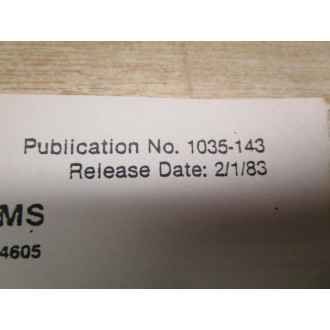 Publication No. 1035-143
Release Date: 2/1/83
MS
4605